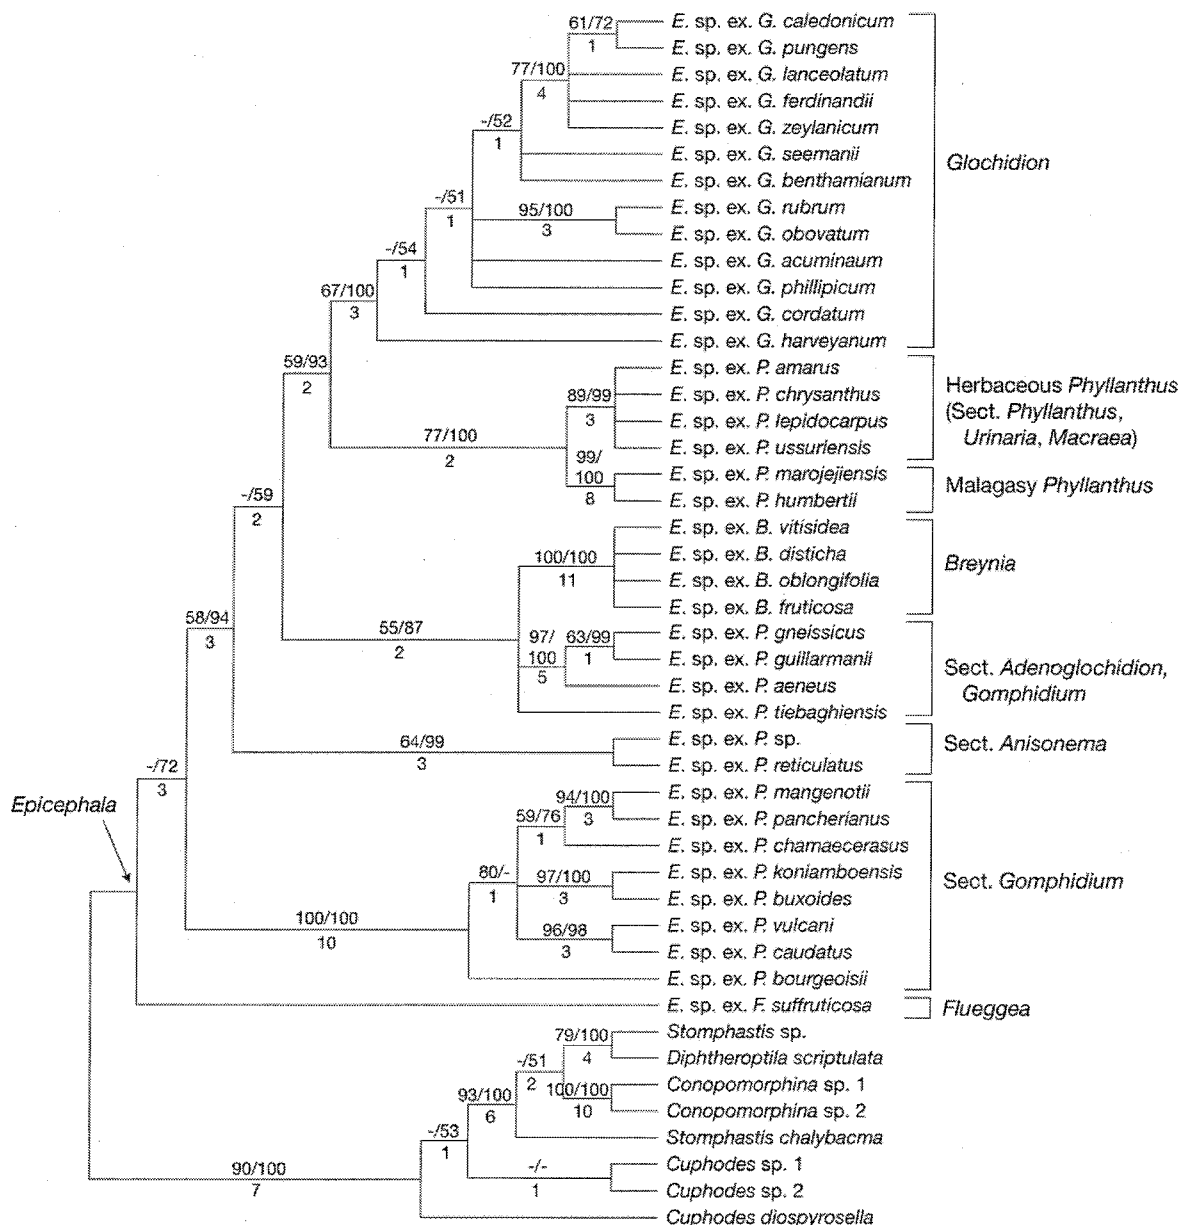 61/72
1
E. sp. ex. G. caledonicum
E. sp. ex. G. pungens
77/100
4
E. sp. ex. G. lanceolatum
E. sp. ex. G. ferdinandii
-/52
1
E. sp. ex. G. zeylanicum
E. sp. ex. G. seemanii
Glochidion
E. sp. ex. G. benthamianum
-/51
1
95/100
3
E. sp. ex. G. rubrum
E. sp. ex. G. obovatum
-/54
1
E. sp. ex. G. acuminaum
E. sp. ex. G. phillipicum
67/100
3
E. sp. ex. G. cordatum
E. sp. ex. G. harveyanum
59/93
2
E. sp. ex. P. amarus
89/99
3
E. sp. ex. P. chrysanthus
E. sp. ex. P. lepidocarpus
E. sp. ex. P. ussuriensis
Herbaceous Phyllanthus
(Sect. Phyllanthus,
Urinaria, Macraea)
77/100
2
99/
100
8
E. sp. ex. P. marojejiensis
E. sp. ex. P. humbertii
Malagasy Phyllanthus
-/59
2
E. sp. ex. B. vitisidea
100/100
11
E. sp. ex. B. disticha
E. sp. ex. B. oblongifolia
E. sp. ex. B. fruticosa
Breynia
58/94
3
55/87
2
97/
100
5
63/99
1
E. sp. ex. P. gneissicus
E. sp. ex. P. guillarmanii
E. sp. ex. P. aeneus
E. sp. ex. P. tiebaghiensis
Sect. Adenoglochidion,
Gomphidium
64/99
3
E. sp. ex. P. sp.
E. sp. ex. P. reticulatus
Sect. Anisonema
-/72
3
Epicephala
94/100
3
E. sp. ex. P. mangenotii
E. sp. ex. P. pancherianus
59/76
1
E. sp. ex. P. chamaecerasus
80/-
1
97/100
3
E. sp. ex. P. koniamboensis
E. sp. ex. P. buxoides
Sect. Gomphidium
100/100
10
96/98
3
E. sp. ex. P. vulcani
E. sp. ex. P. caudatus
E. sp. ex. P. bourgeoisii
E. sp. ex. F. suffruticosa
Flueggea
79/100
4
Stomphastis sp.
Diphtheroptila scriptulata
-/51
2
100/100
10
Conopomorphina sp. 1
Conopomorphina sp. 2
93/100
6
Stomphastis chalybacma
-/53
1
-/-
1
Cuphodes sp. 1
Cuphodes sp. 2
90/100
7
Cuphodes diospyrosella